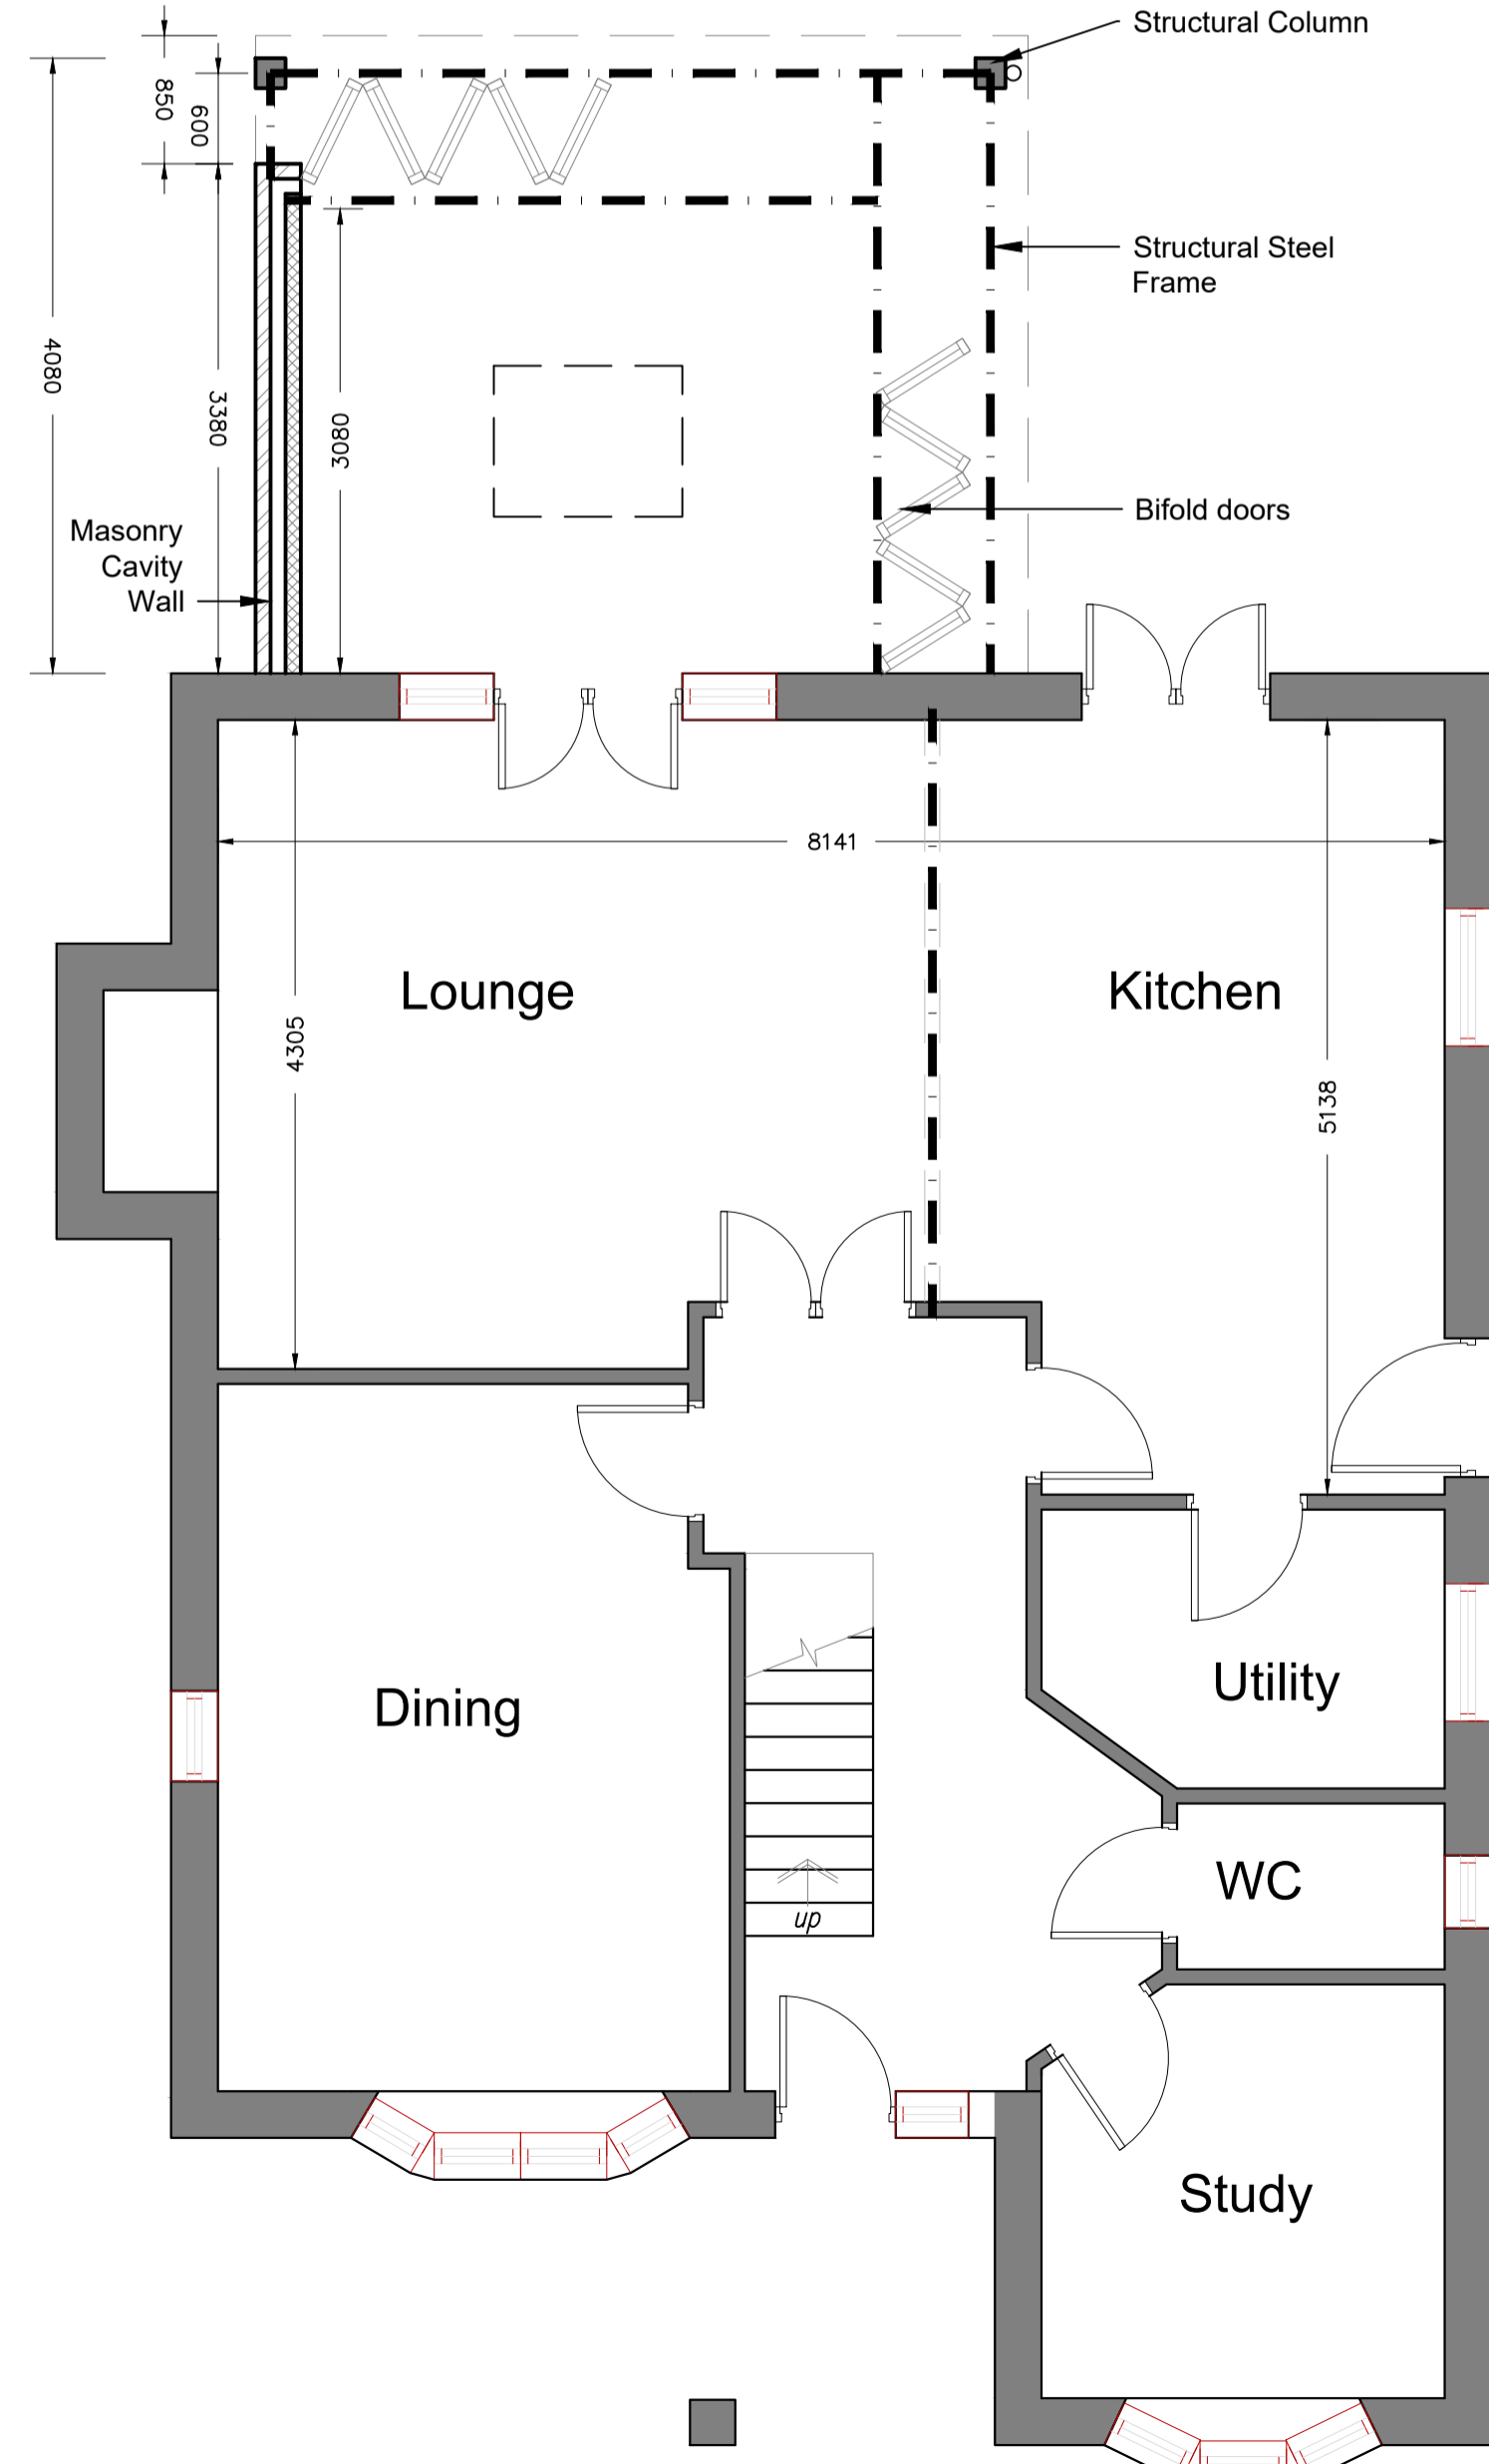 Structural Column
850
600
Structural Steel
Frame
4080
3380
3080
Bifold doors
Masonry
Cavity
Wall
8141
Lounge
Kitchen
4305
5138
Utility
Dining
WC
up
Study